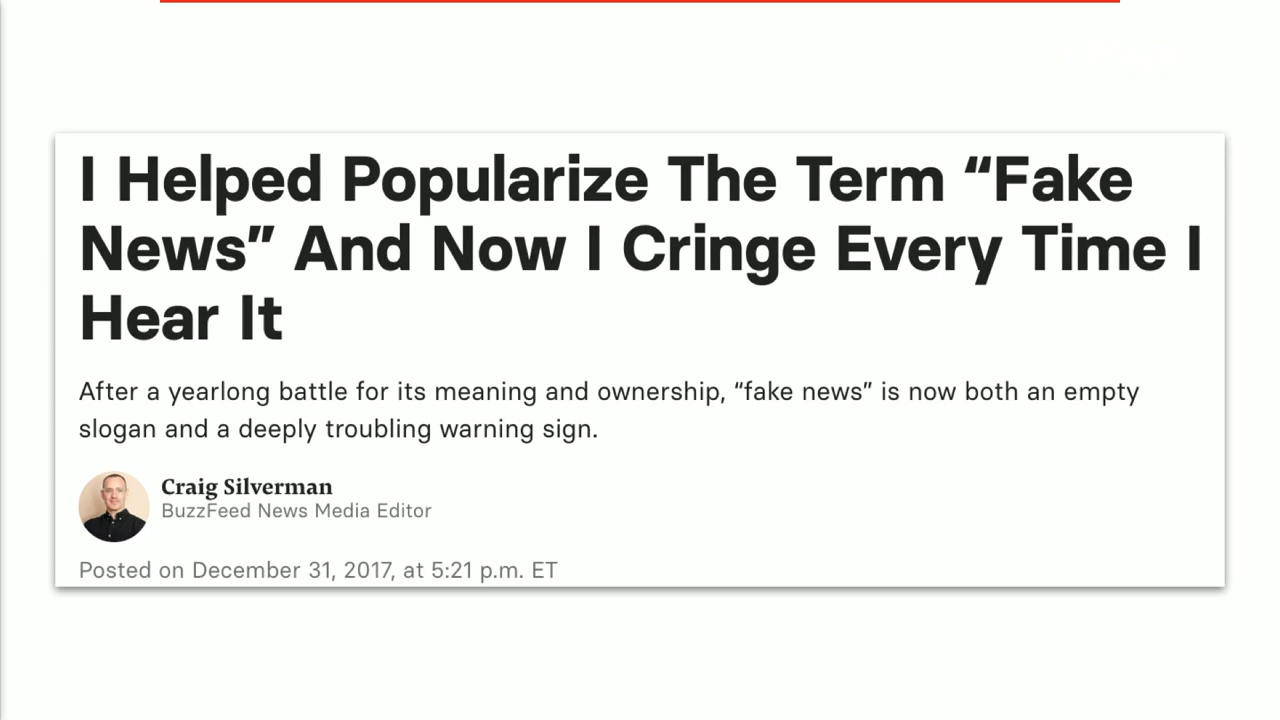 I Helped Popularize The Term “Fake
News” And Now I Cringe Every Time I
Hear It
After a yearlong battle for its meaning and ownership, “fake news” is now both an empty
slogan and a deeply troubling warning sign.
Craig Silverman
BuzzFeed News Media Editor
Posted on December 31, 2017, at 5:21 p.m. ET